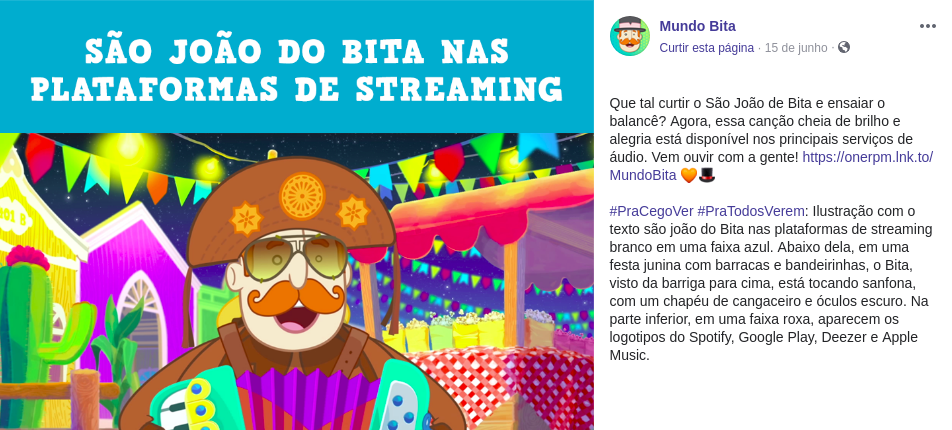 SÃO JOÃO DO BITA NAS
PLATAFORMAS DE STREAMING
Mundo Bita
Curtir esta página · 15 de junho ·
Que tal curtir o São João de Bita e ensaiar o
balancê? Agora, essa canção cheia de brilho e
alegria está disponível nos principais serviços de
áudio. Vem ouvir com a gente! https://onerpm.lnk.to/
MundoBita 🧡🎩
#PraCegoVer #PraTodosVerem: Ilustração com o
texto são joão do Bita nas plataformas de streaming
branco em uma faixa azul. Abaixo dela, em uma
festa junina com barracas e bandeirinhas, o Bita,
visto da barriga para cima, está tocando sanfona,
com um chapéu de cangaceiro e óculos escuro. Na
parte inferior, em uma faixa roxa, aparecem os
logotipos do Spotify, Google Play, Deezer e Apple
Music.